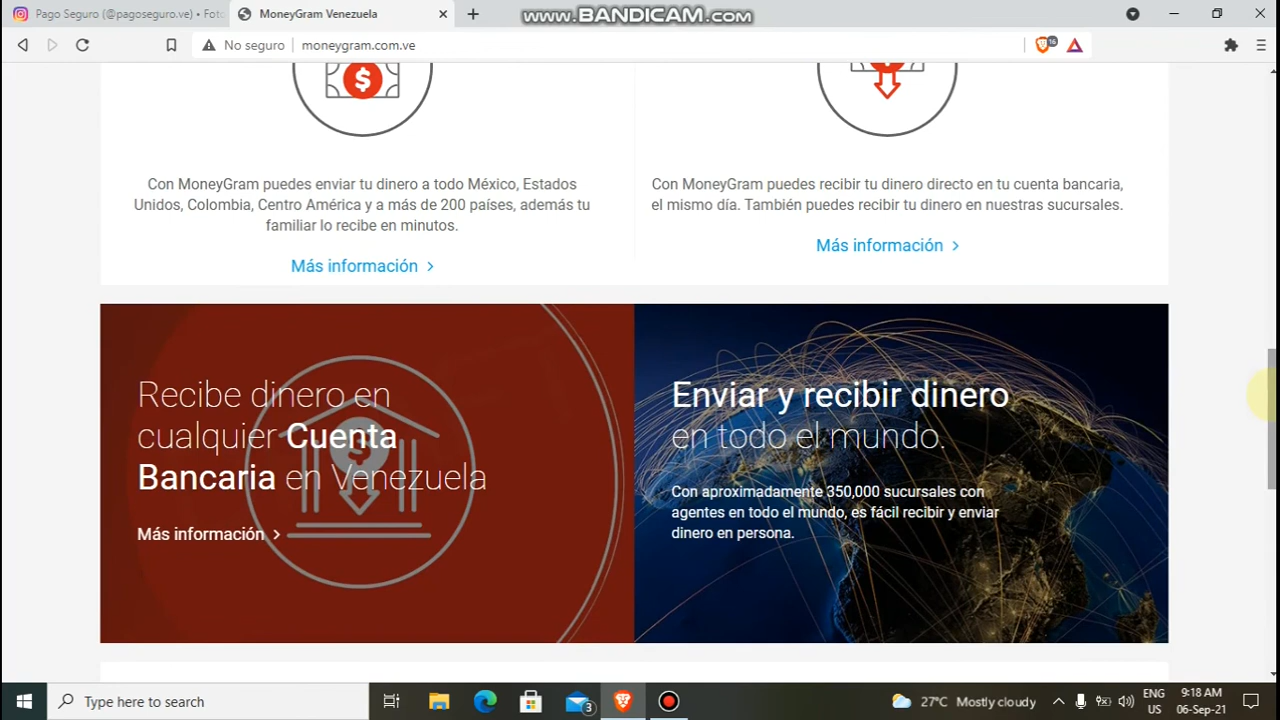 www.BANDICAM.com
Pago Seguro (@pagoseguro.ve) • Foto
MoneyGram Venezuela
No seguro
moneygram.com.ve
16
$
Con MoneyGram puedes enviar tu dinero a todo México, Estados
Unidos, Colombia, Centro América y a más de 200 países, además tu
familiar lo recibe en minutos.
Más información
Con MoneyGram puedes recibir tu dinero directo en tu cuenta bancaria,
el mismo día. También puedes recibir tu dinero en nuestras sucursales.
Más información
Recibe dinero en
cualquier Cuenta
Bancaria en Venezuela
Más información
$
Enviar y recibir dinero
en todo el mundo.
Con aproximadamente 350,000 sucursales con
agentes en todo el mundo, es fácil recibir y enviar
dinero en persona.
Type here to search
3
27°C Mostly cloudy
ENG
US
9:18 AM
06-Sep-21